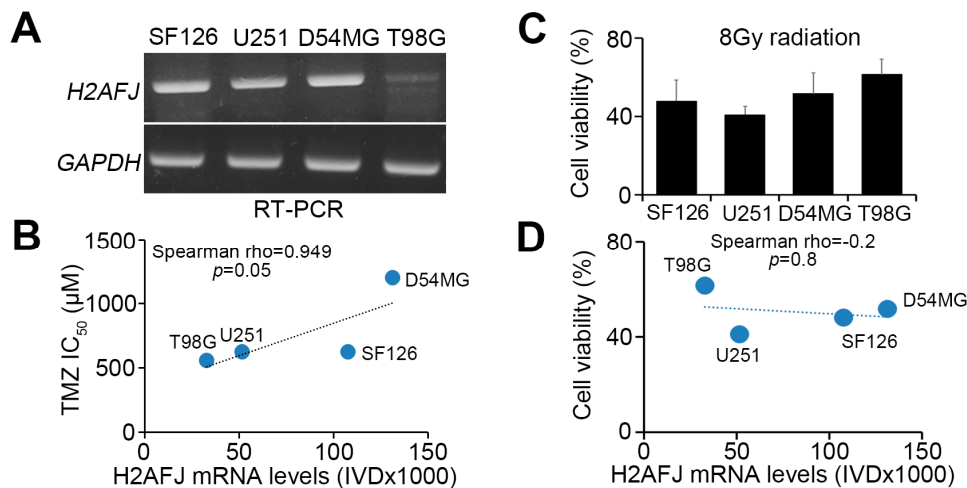 A
SF126 U251 D54MG T98G
H2AFJ
GAPDH
RT-PCR
B
1500
1000
500
0
TMZ IC50 (µM)
Spearman rho=0.949
p=0.05
D54MG
T98G U251
SF126
0 50 100 150
H2AFJ mRNA levels (IVDx1000)
C
8Gy radiation
80
40
0
Cell viability (%)
SF126 U251 D54MG T98G
D
80
40
0
Cell viability (%)
Spearman rho=-0.2
p=0.8
T98G
D54MG
U251
SF126
0 50 100 150
H2AFJ mRNA levels (IVDx1000)